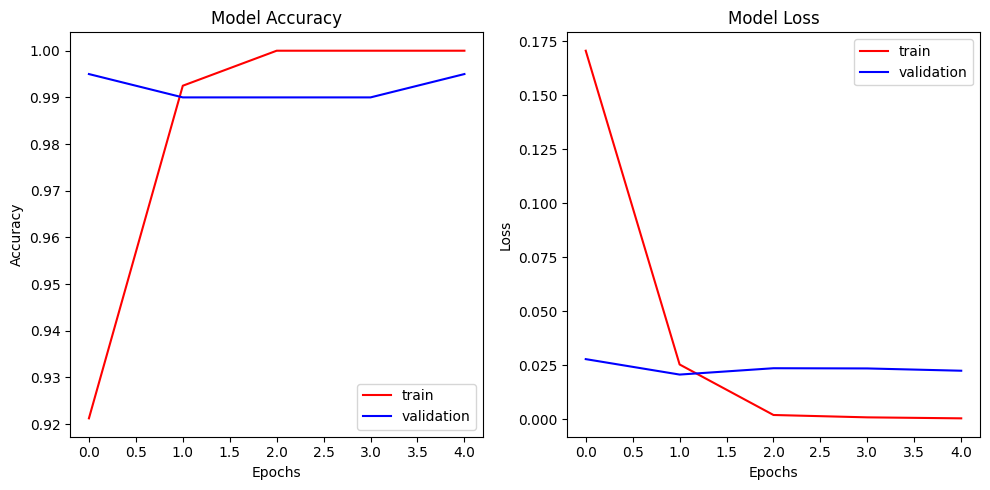 Model Accuracy
1.00
0.99
0.98
0.97
0.96
0.95
0.94
0.93
0.92
Accuracy
0.0 0.5 1.0 1.5 2.0 2.5 3.0 3.5 4.0
Epochs
train
validation
Model Loss
0.175
0.150
0.125
0.100
0.075
0.050
0.025
0.000
Loss
0.0 0.5 1.0 1.5 2.0 2.5 3.0 3.5 4.0
Epochs
train
validation